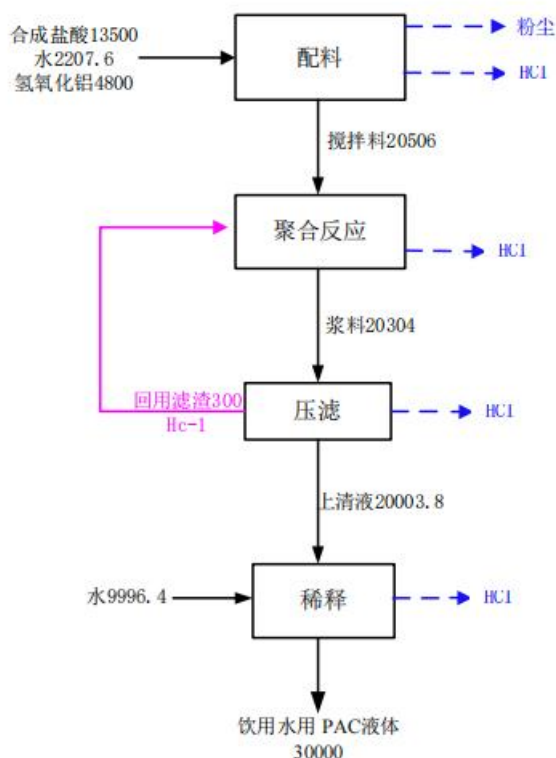 合成盐酸13500
水2207.6
氢氧化铝4800
配料
粉尘
HCl
搅拌料20506
聚合反应
HCl
浆料20304
回用滤渣300
Hc-1
压滤
HCl
上清液20003.8
水9996.4
稀释
HCl
饮用水用 PAC液体
30000